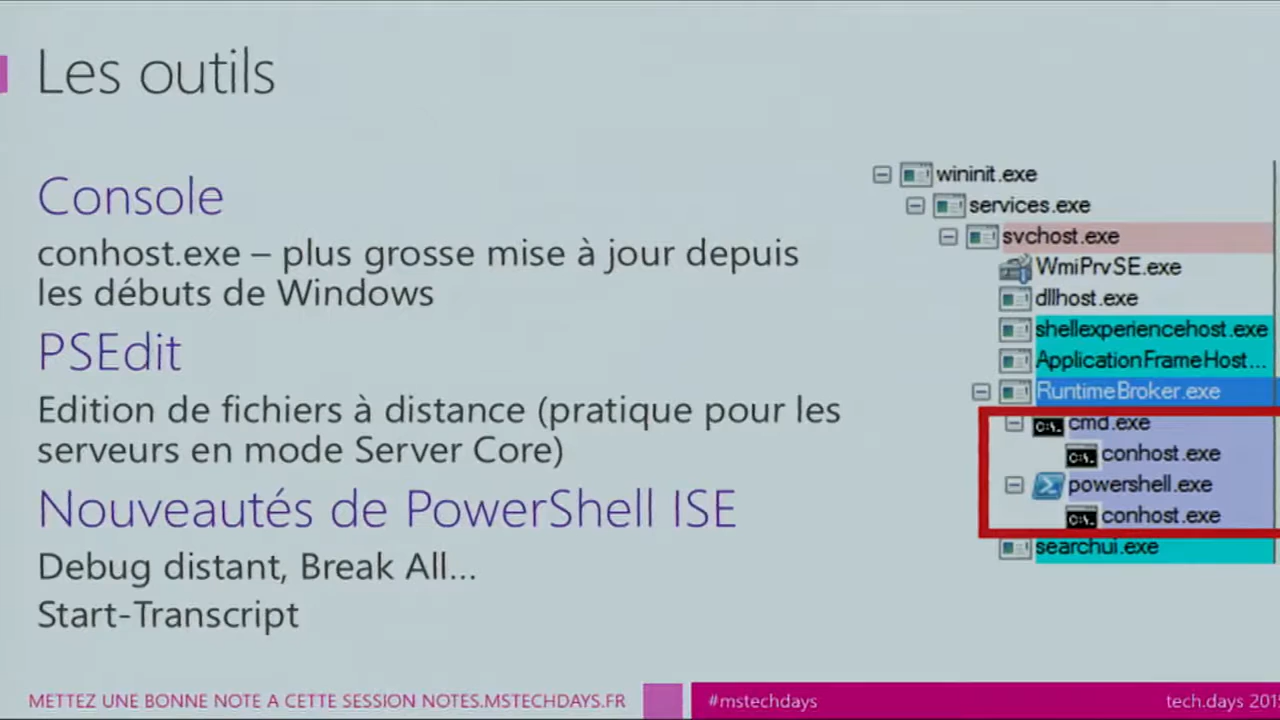 Les outils
Console
conhost.exe – plus grosse mise à jour depuis
les débuts de Windows
PSEdit
Edition de fichiers à distance (pratique pour les
serveurs en mode Server Core)
Nouveautés de PowerShell ISE
Debug distant, Break All...
Start-Transcript
wininit.exe
services.exe
svchost.exe
WmiPrvSE.exe
dllhost.exe
shellexperiencehost.exe
ApplicationFrameHost...
RuntimeBroker.exe
cmd.exe
conhost.exe
powershell.exe
conhost.exe
searchui.exe
METTEZ UNE BONNE NOTE A CETTE SESSION NOTES.MSTECHDAYS.FR
#mstechdays
tech.days 201